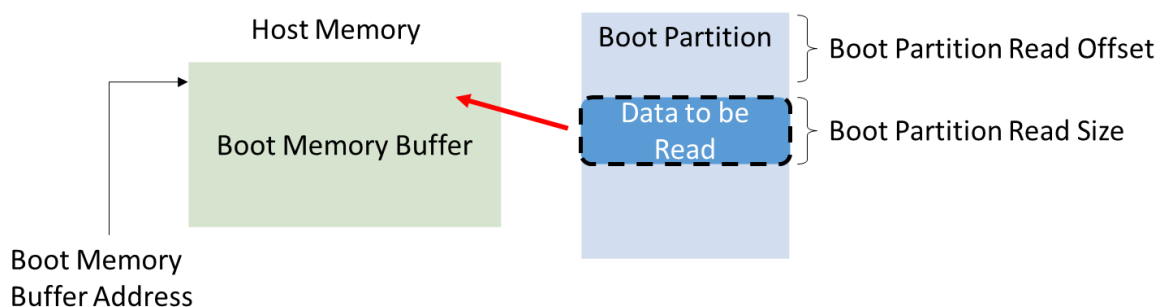 Host Memory
Boot Partition
Boot Partition Read Offset
Boot Memory Buffer
Data to be
Read
Boot Partition Read Size
Boot Memory
Buffer Address